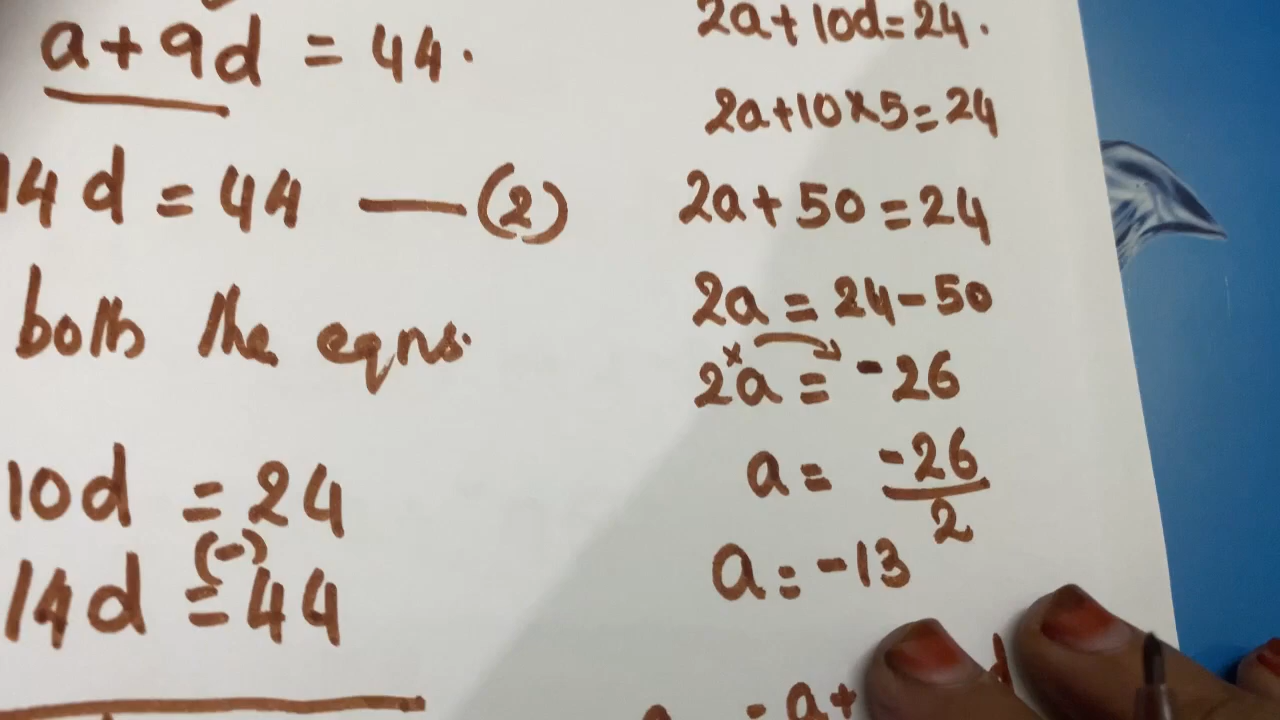 a + 9d = 44.
14d = 44 — (2)
both the eqns.
10d = 24
(-)
14d = 44
2a + 10d = 24.
2a + 10 × 5 = 24
2a + 50 = 24
2a = 24 - 50
2a = -26
a = -26/2
a = -13
= a +